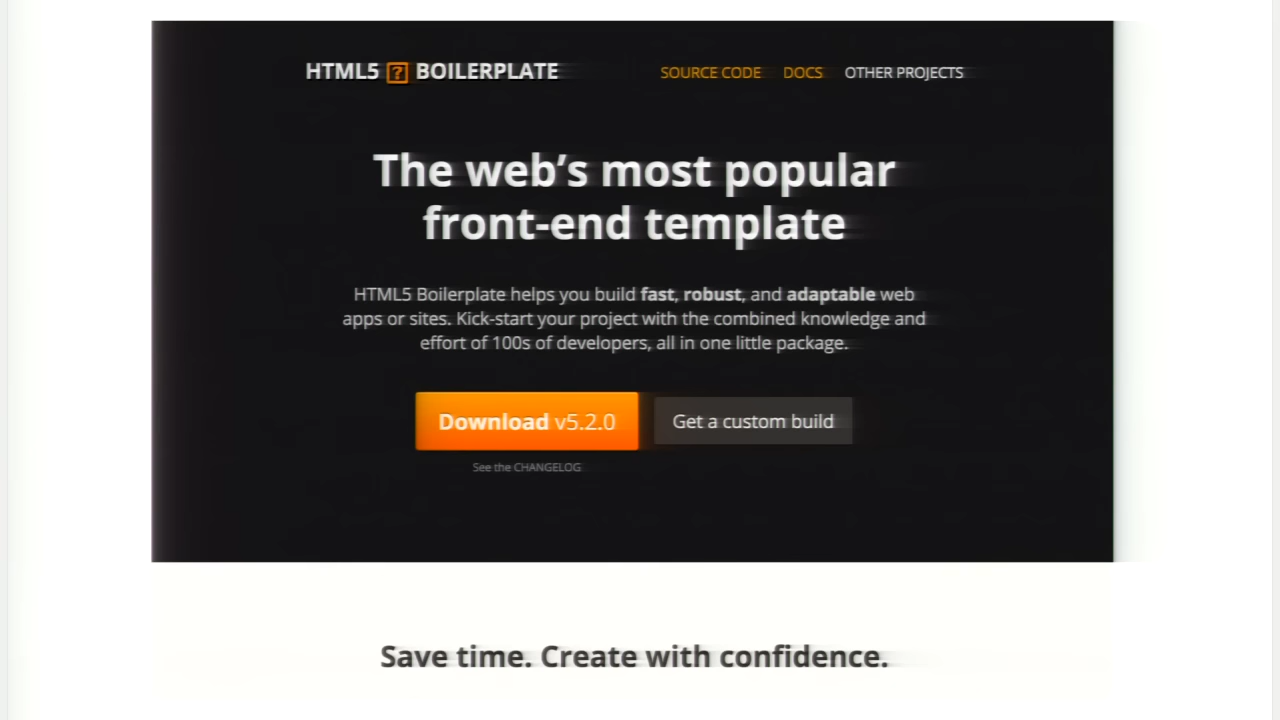 HTML5 ? BOILERPLATE
SOURCE CODE DOCS OTHER PROJECTS
The web's most popular
front-end template
HTML5 Boilerplate helps you build fast, robust, and adaptable web
apps or sites. Kick-start your project with the combined knowledge and
effort of 100s of developers, all in one little package.
Download v5.2.0
Get a custom build
See the CHANGELOG
Save time. Create with confidence.